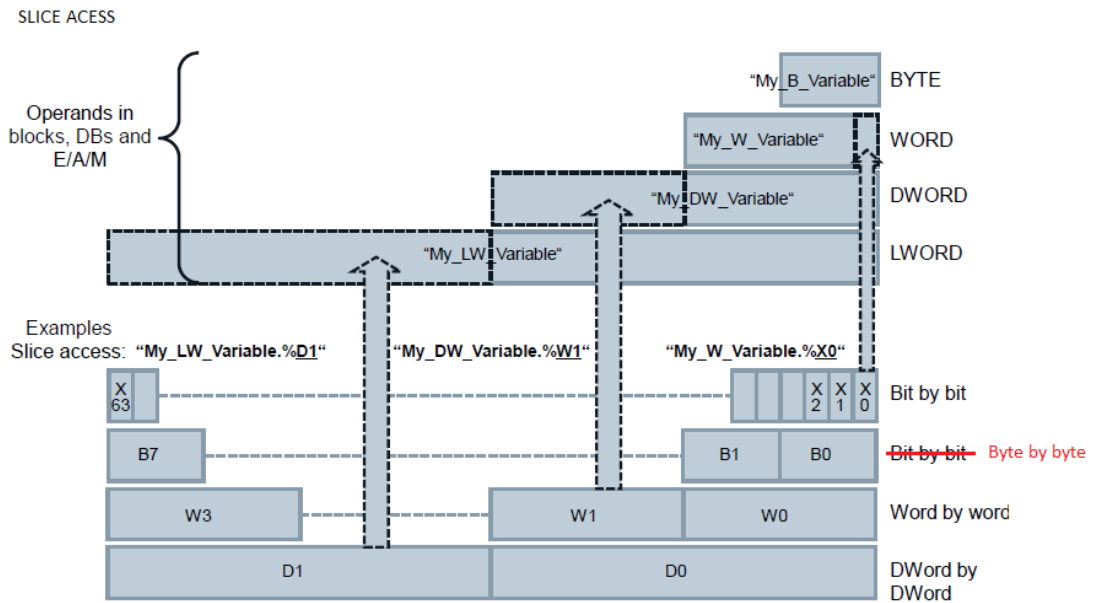 SLICE ACESS
“My_B_Variable“ BYTE
Operands in
blocks, DBs and
E/A/M
“My_W_Variable“ WORD
“My_DW_Variable“ DWORD
“My_LW_Variable“ LWORD
Examples
Slice access: “My_LW_Variable.%D1“ “My_DW_Variable.%W1“ “My_W_Variable.%X0“
X
63
X
2
X
1
X
0
Bit by bit
B7 B1 B0 Bit by bit Byte by byte
W3 W1 W0 Word by word
D1 D0 DWord by
DWord